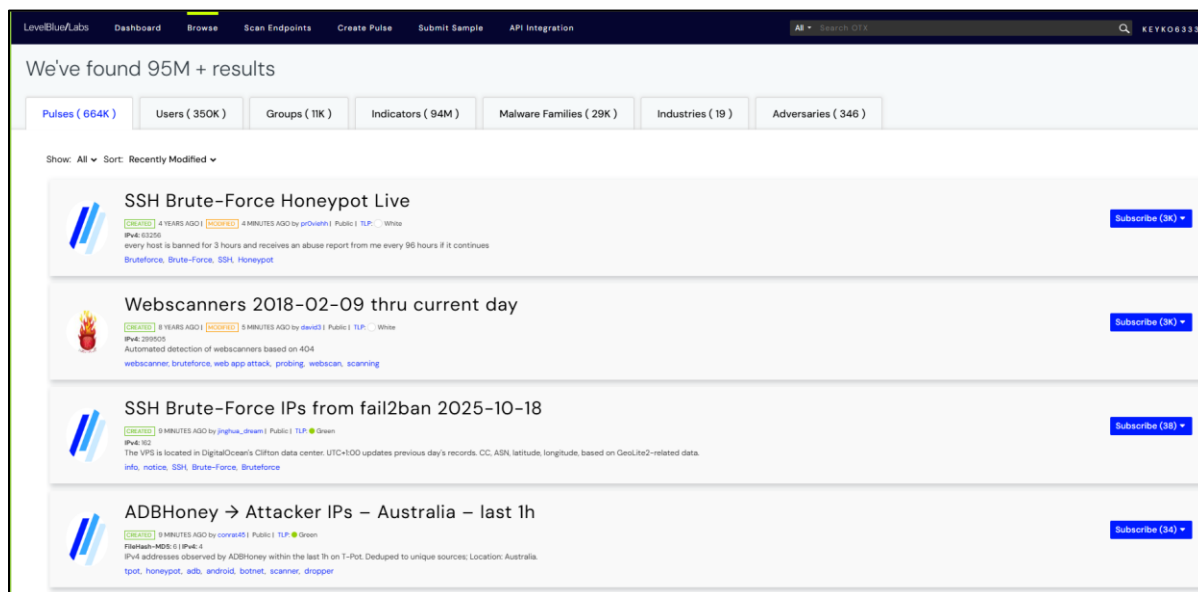 LevelBlue/Labs Dashboard Browse Scan Endpoints Create Pulse Submit Sample API Integration All Search OTX KEYKO6333
We've found 95M + results
Pulses ( 664K ) Users ( 350K ) Groups ( 11K ) Indicators ( 94M ) Malware Families ( 29K ) Industries ( 19 ) Adversaries ( 346 )
Show: All Sort: Recently Modified
SSH Brute-Force Honeypot Live
CREATED 4 YEARS AGO | MODIFIED 4 MINUTES AGO by pr0viehh | Public | TLP: White
Subscribe (3K)
IPv4: 63256
every host is banned for 3 hours and receives an abuse report from me every 96 hours if it continues
Bruteforce, Brute-Force, SSH, Honeypot
Webscanners 2018-02-09 thru current day
CREATED 8 YEARS AGO | MODIFIED 5 MINUTES AGO by david3 | Public | TLP: White
Subscribe (3K)
IPv4: 299505
Automated detection of webscanners based on 404
webscanner, bruteforce, web app attack, probing, webscan, scanning
SSH Brute-Force IPs from fail2ban 2025-10-18
CREATED 9 MINUTES AGO by jinghua_dream | Public | TLP: Green
Subscribe (38)
IPv4: 162
The VPS is located in DigitalOcean's Clifton data center. UTC+1:00 updates previous day's records. CC, ASN, latitude, longitude, based on GeoLite2-related data.
info, notice, SSH, Brute-Force, Bruteforce
ADBHoney → Attacker IPs – Australia – last 1h
CREATED 9 MINUTES AGO by conrat45 | Public | TLP: Green
Subscribe (34)
FileHash-MD5: 6 | IPv4: 4
IPv4 addresses observed by ADBHoney within the last 1h on T-Pot. Deduped to unique sources; Location: Australia.
tpot, honeypot, adb, android, botnet, scanner, dropper